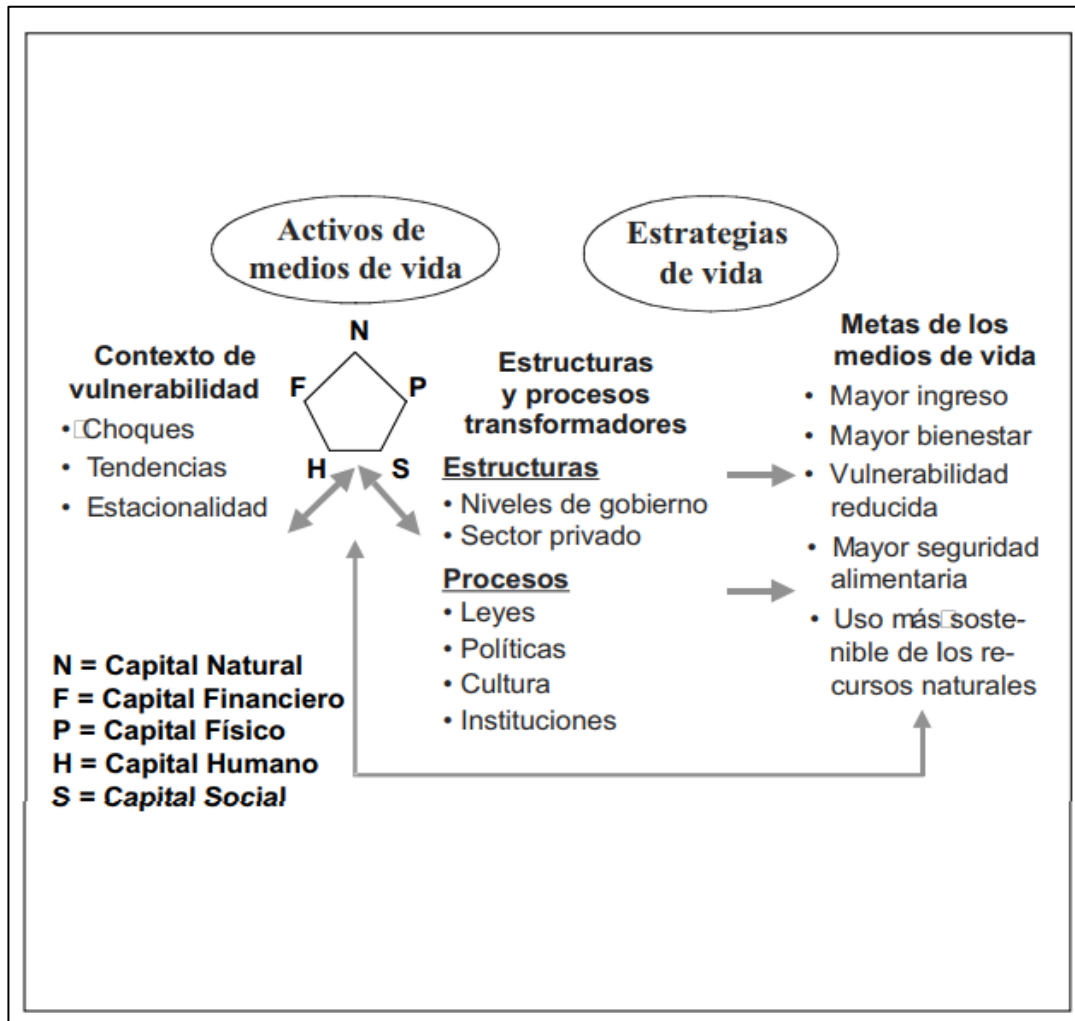 Activos de
medios de vida
Estrategias
de vida
N
F
P
H
S
Contexto de
vulnerabilidad
• Choques
• Tendencias
• Estacionalidad
Estructuras
y procesos
transformadores
Estructuras
• Niveles de gobierno
• Sector privado
Procesos
• Leyes
• Políticas
• Cultura
• Instituciones
Metas de los
medios de vida
• Mayor ingreso
• Mayor bienestar
• Vulnerabilidad
reducida
• Mayor seguridad
alimentaria
• Uso más soste-
nible de los re-
cursos naturales
N = Capital Natural
F = Capital Financiero
P = Capital Físico
H = Capital Humano
S = Capital Social